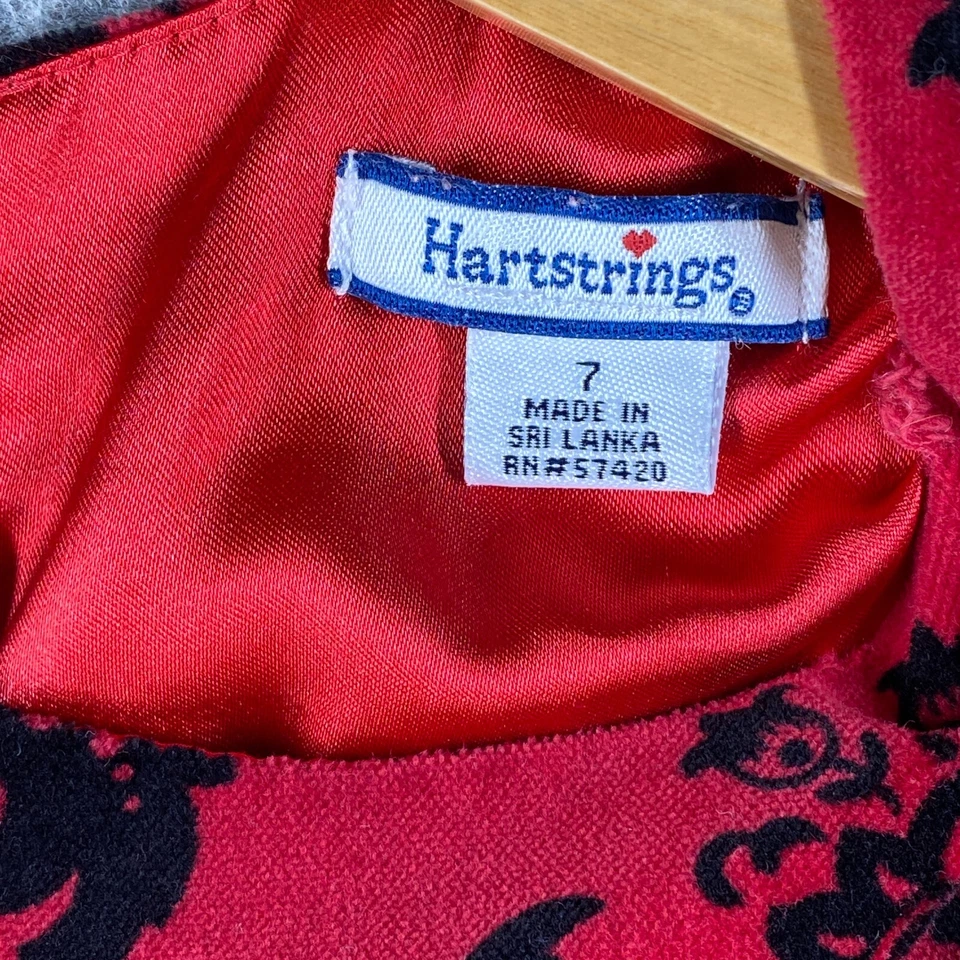 Hartstrings®
7
MADE IN
SRI LANKA
RN#57420